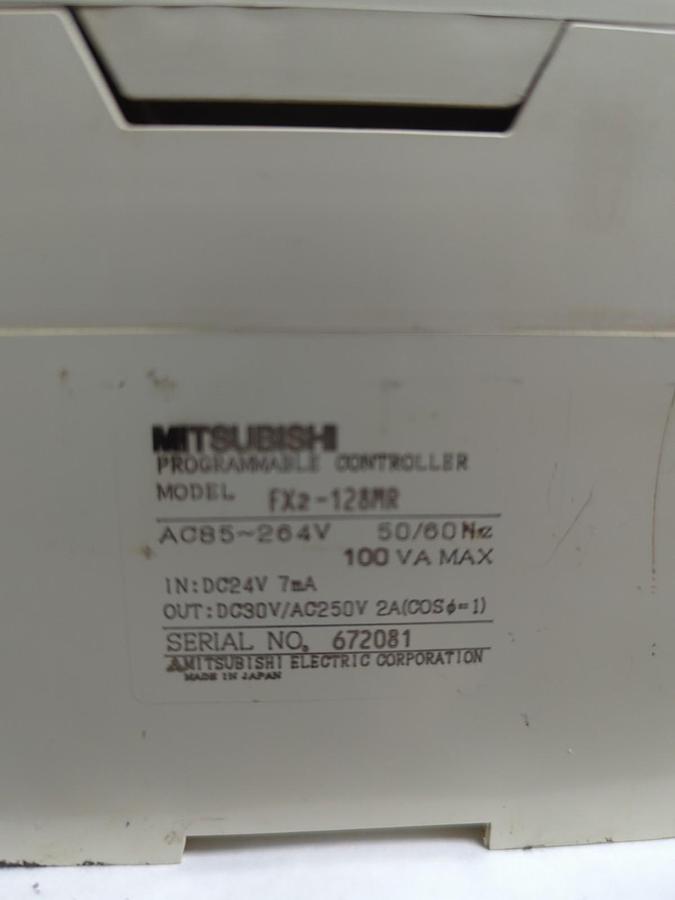 MITSUBISHI
PROGRAMMABLE CONTROLLER
MODEL FX2-128MR
AC85~264V 50/60Hz
100 VA MAX
IN:DC24V 7mA
OUT:DC30V/AC250V 2A(COSφ=1)
SERIAL NO. 672081
MITSUBISHI ELECTRIC CORPORATION
MADE IN JAPAN